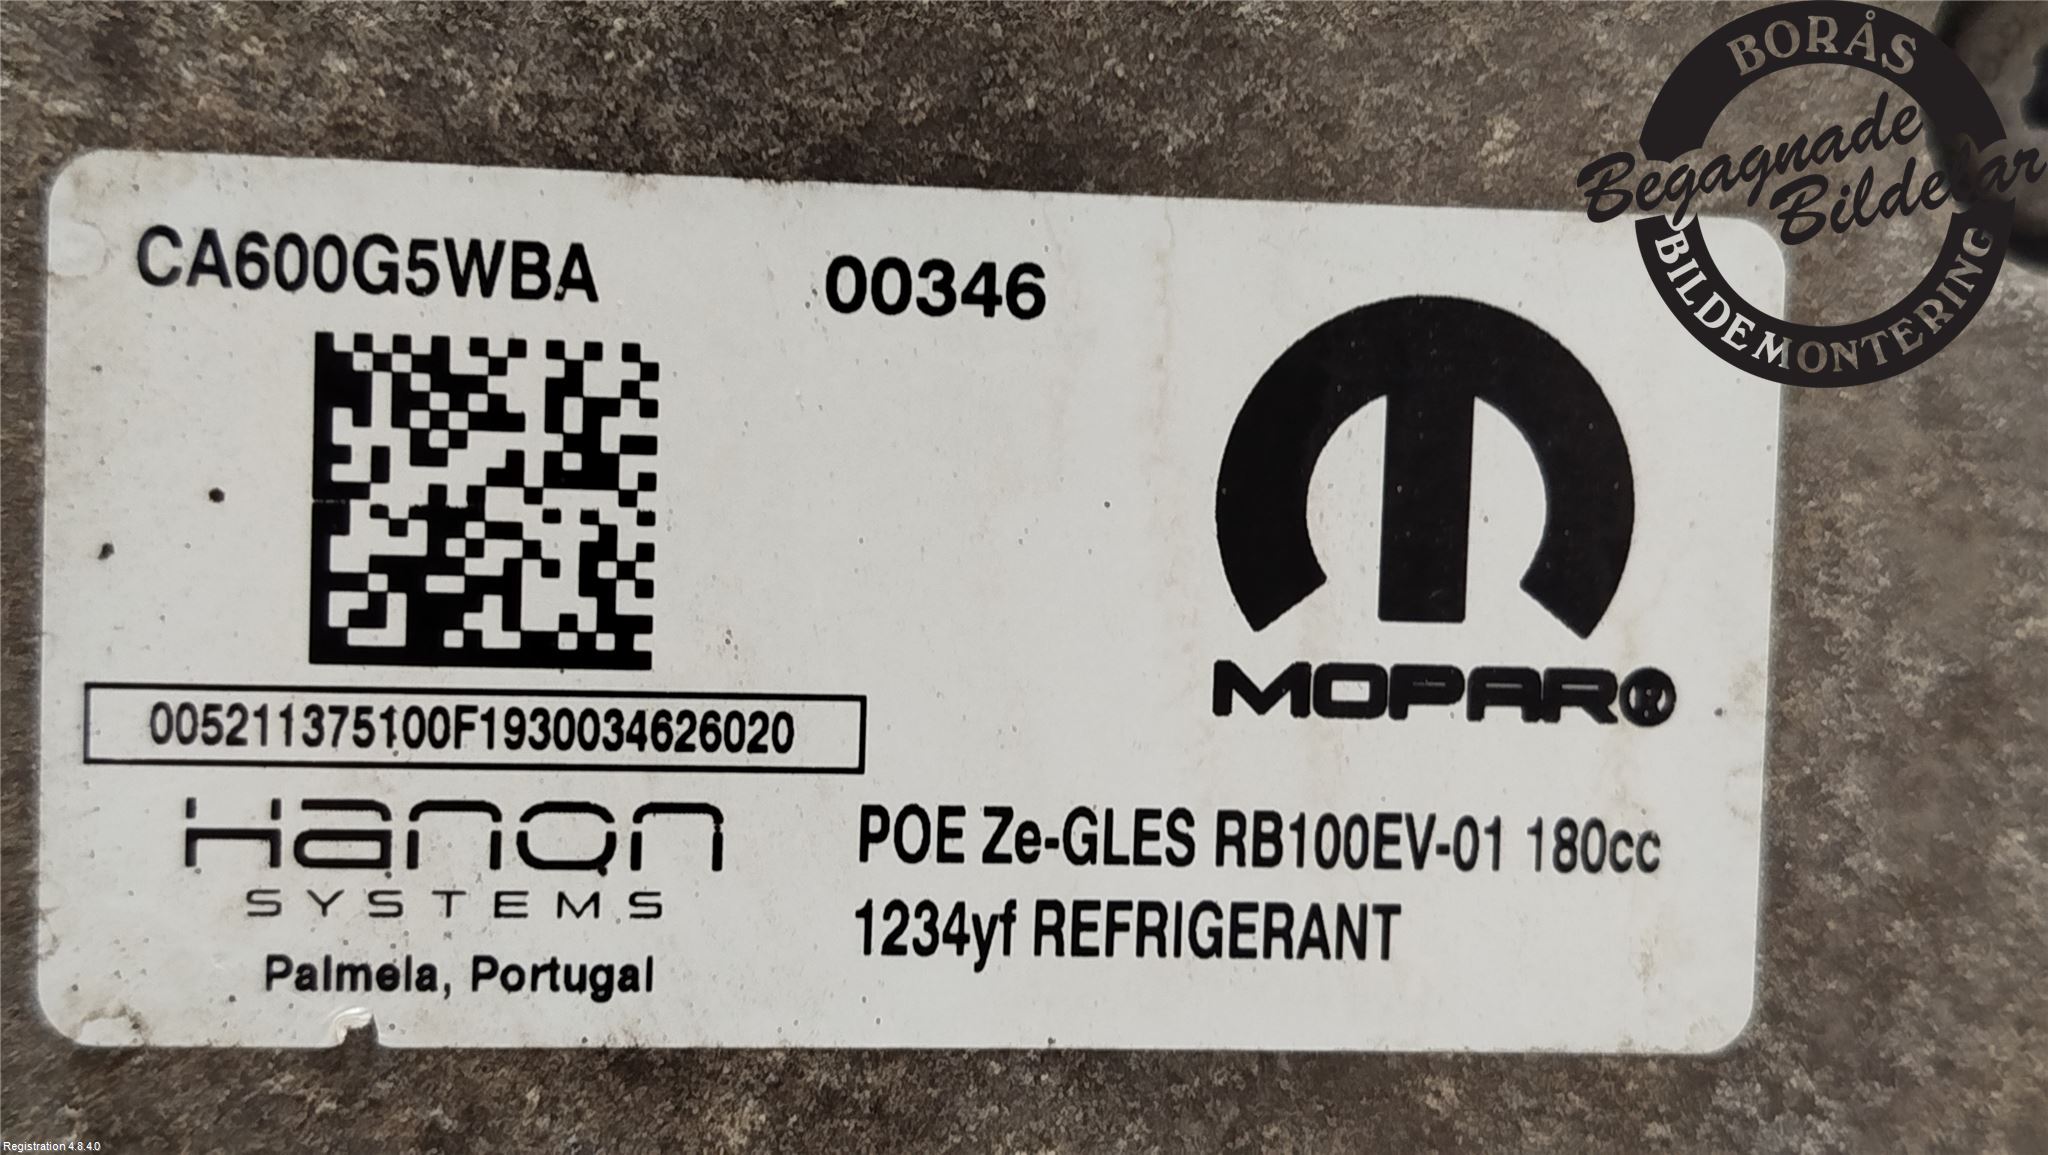 BORÅS
Begagnade
Bildelar
BILDEMONTERING
CA600G5WBA
00346
MOPAR®
005211375100F1930034626020
Hanon
SYSTEMS
Palmela, Portugal
POE Ze-GLES RB100EV-01 180cc
1234yf REFRIGERANT
Registration 4.8.4.0